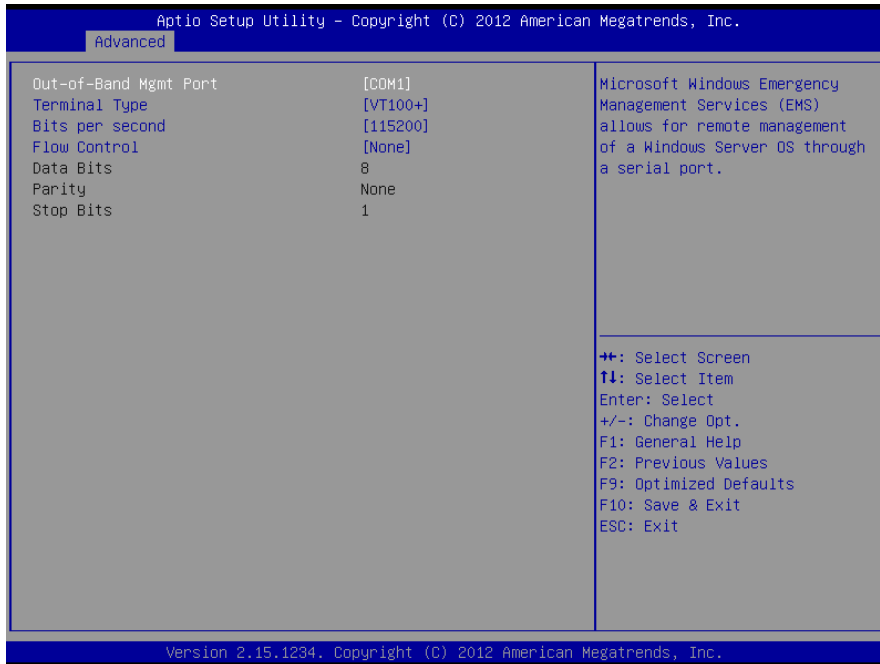 Aptio Setup Utility – Copyright (C) 2012 American Megatrends, Inc.
Advanced
Out-of-Band Mgmt Port [COM1]
Terminal Type [VT100+]
Bits per second [115200]
Flow Control [None]
Data Bits 8
Parity None
Stop Bits 1
Microsoft Windows Emergency
Management Services (EMS)
allows for remote management
of a Windows Server OS through
a serial port.
→←: Select Screen
↑↓: Select Item
Enter: Select
+/-: Change Opt.
F1: General Help
F2: Previous Values
F9: Optimized Defaults
F10: Save & Exit
ESC: Exit
Version 2.15.1234. Copyright (C) 2012 American Megatrends, Inc.